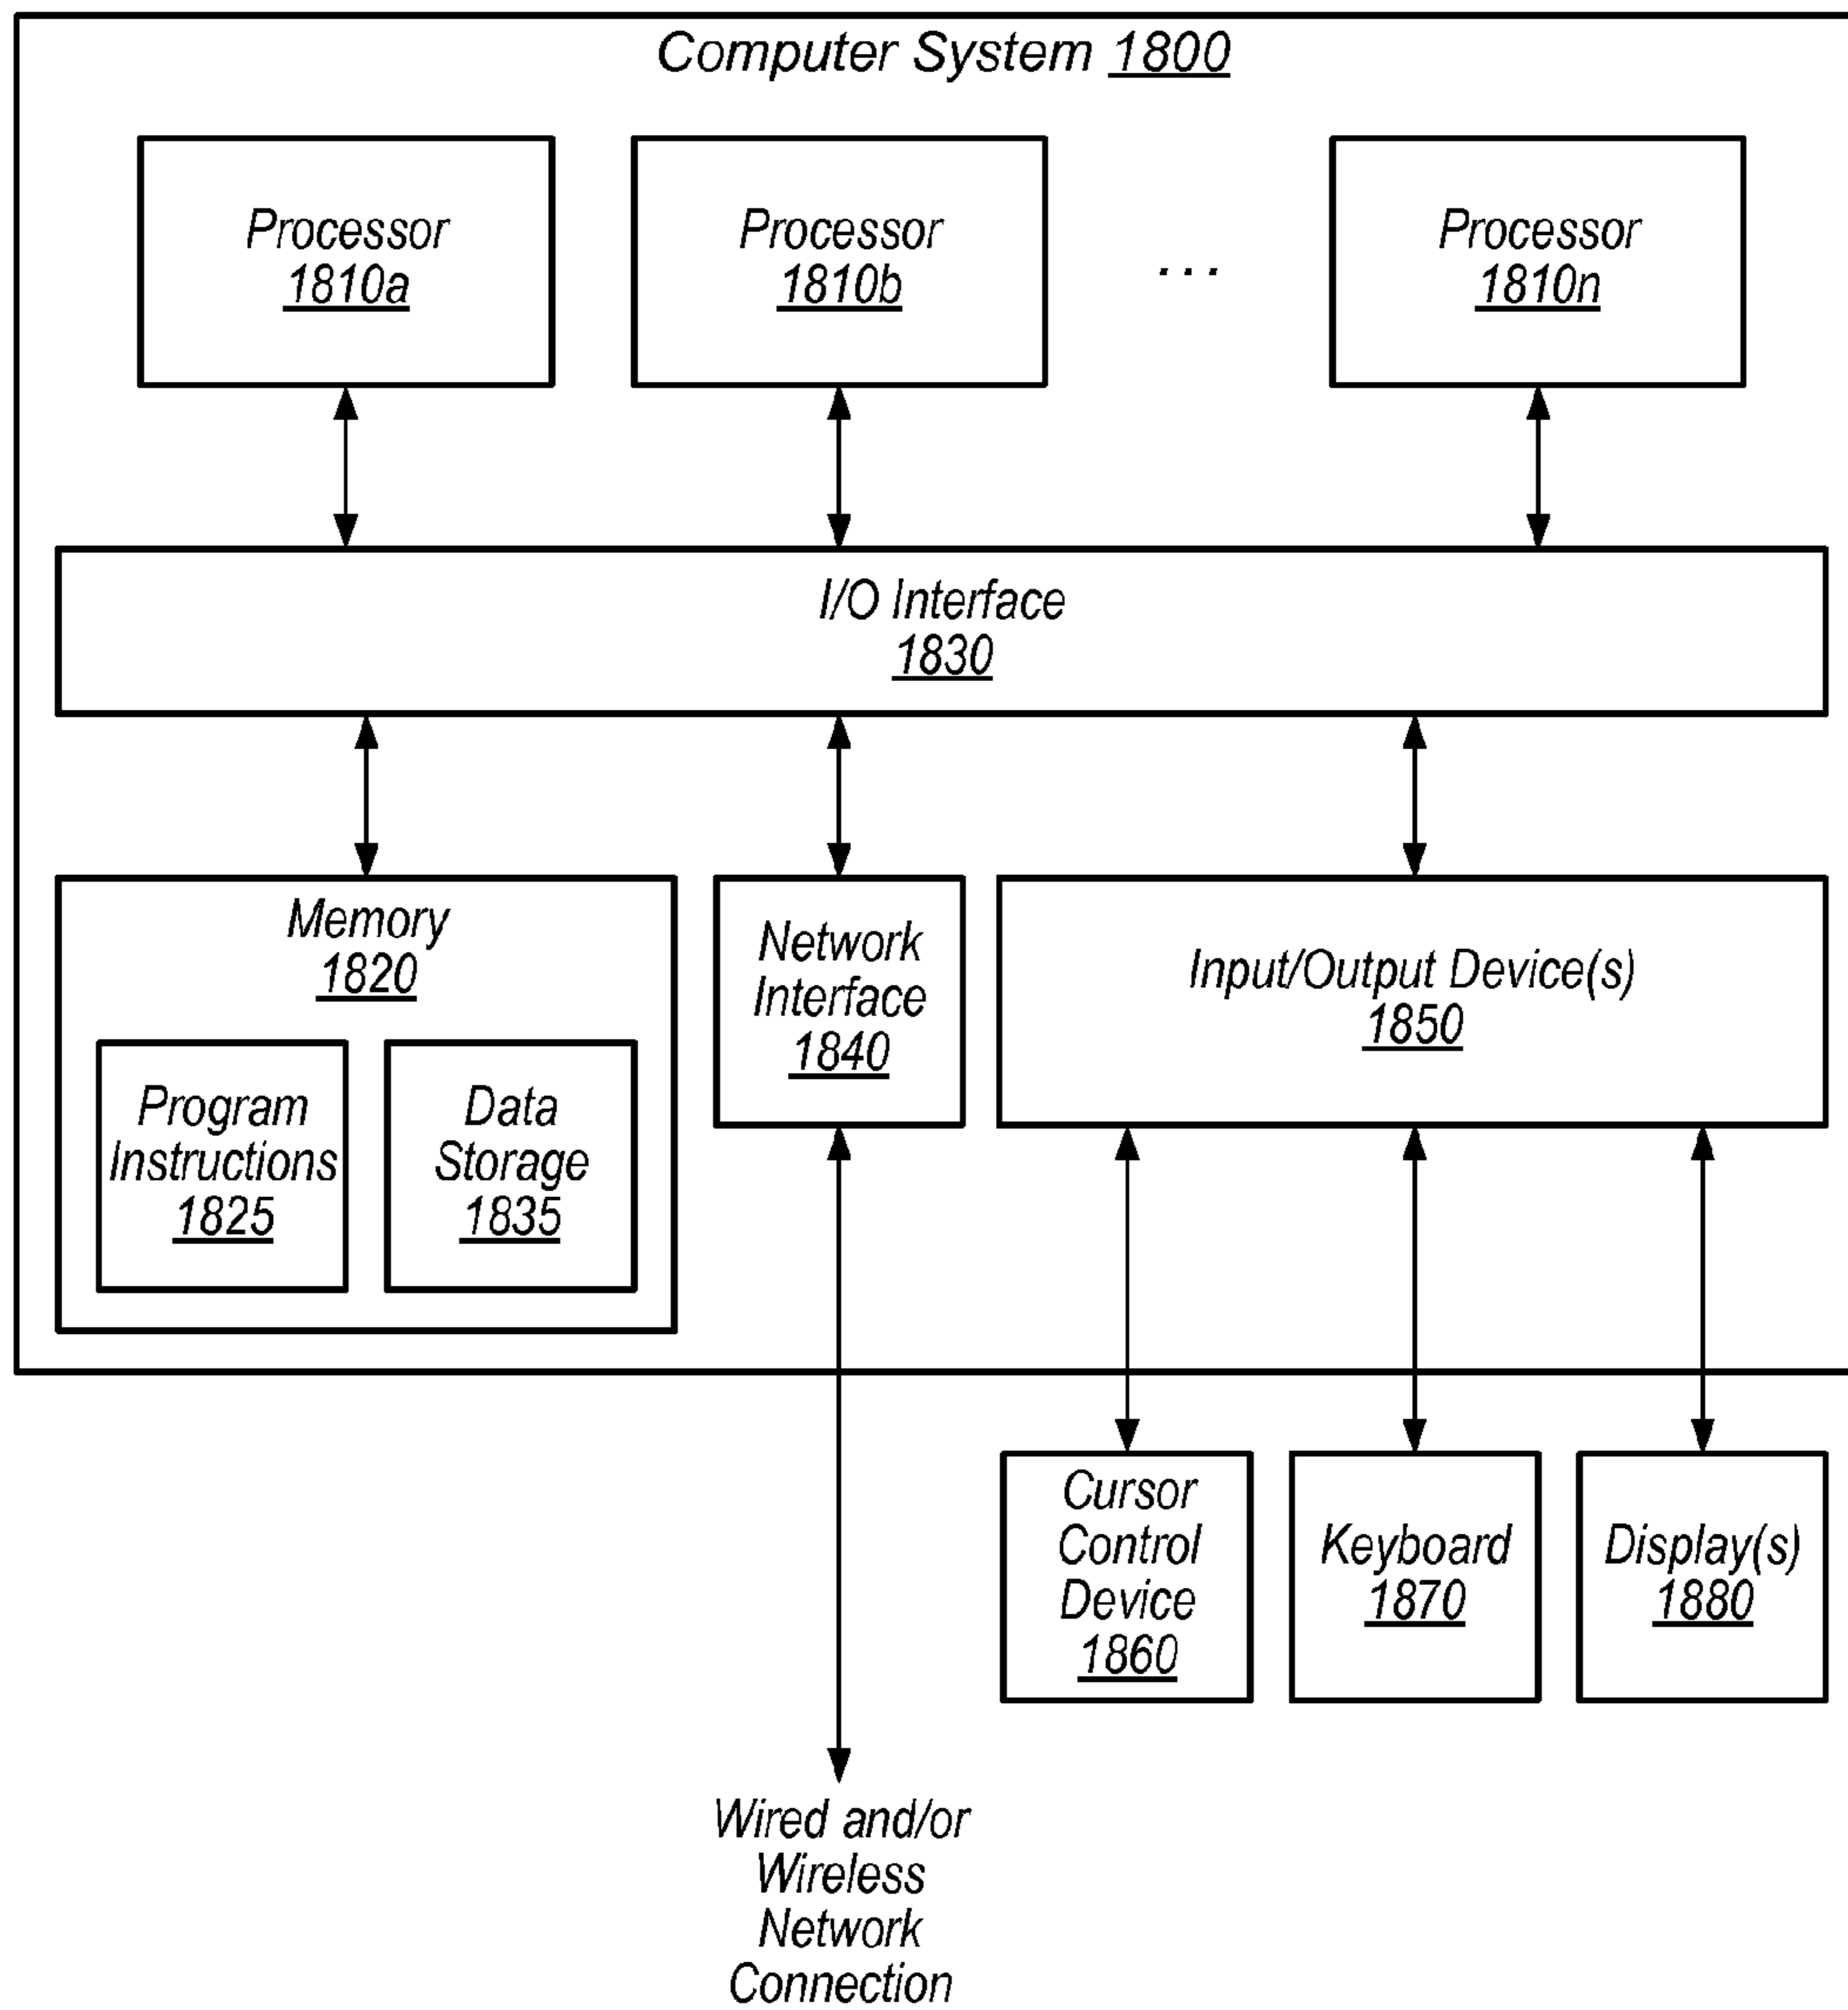 Computer System 1800
Processor
1810a
Processor
1810b
...
Processor
1810n
I/O Interface
1830
Memory
1820
Program
Instructions
1825
Data
Storage
1835
Network
Interface
1840
Input/Output Device(s)
1850
Cursor
Control
Device
1860
Keyboard
1870
Display(s)
1880
Wired and/or
Wireless
Network
Connection